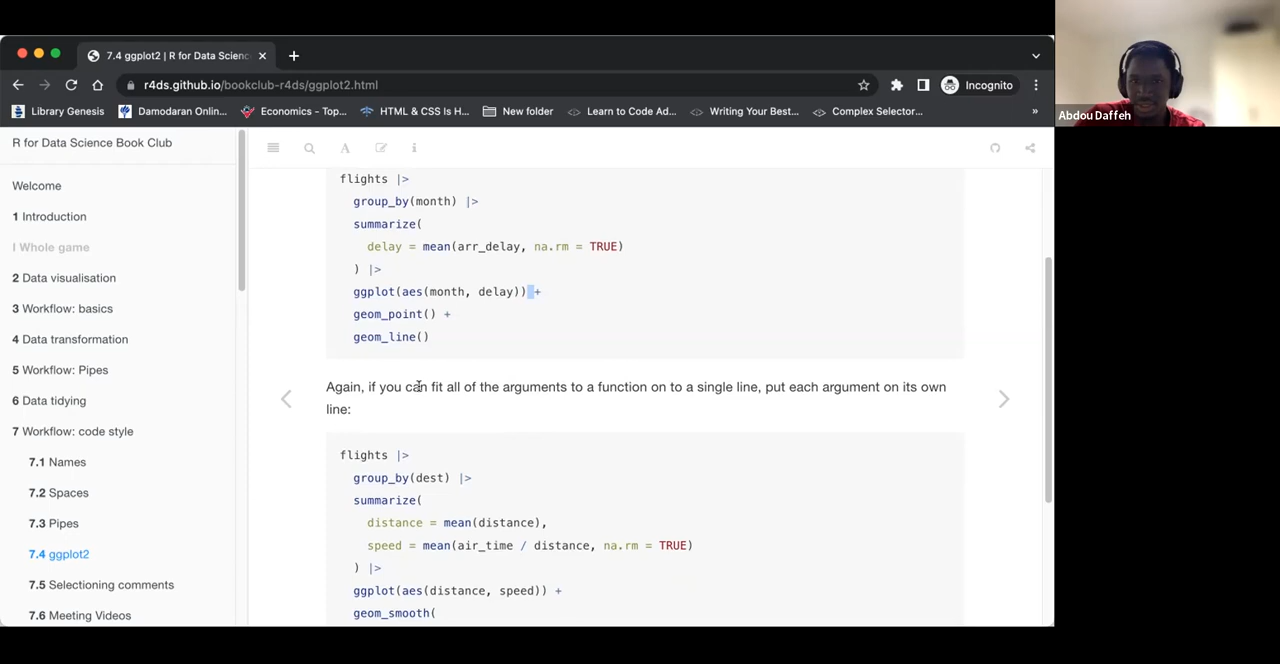 7.4 ggplot2 | R for Data Scienc
r4ds.github.io/bookclub-r4ds/ggplot2.html
Incognito
Library Genesis
Damodaran Onlin...
Economics - Top...
HTML & CSS Is H...
New folder
Learn to Code Ad...
Writing Your Best...
Complex Selector...
»
Abdou Daffeh
R for Data Science Book Club
Welcome
1 Introduction
I Whole game
2 Data visualisation
3 Workflow: basics
4 Data transformation
5 Workflow: Pipes
6 Data tidying
7 Workflow: code style
7.1 Names
7.2 Spaces
7.3 Pipes
7.4 ggplot2
7.5 Selectioning comments
7.6 Meeting Videos
flights |>
group_by(month) |>
summarize(
delay = mean(arr_delay, na.rm = TRUE)
) |>
ggplot(aes(month, delay)) +
geom_point() +
geom_line()
Again, if you can fit all of the arguments to a function on to a single line, put each argument on its own
line:
flights |>
group_by(dest) |>
summarize(
distance = mean(distance),
speed = mean(air_time / distance, na.rm = TRUE)
) |>
ggplot(aes(distance, speed)) +
geom_smooth(